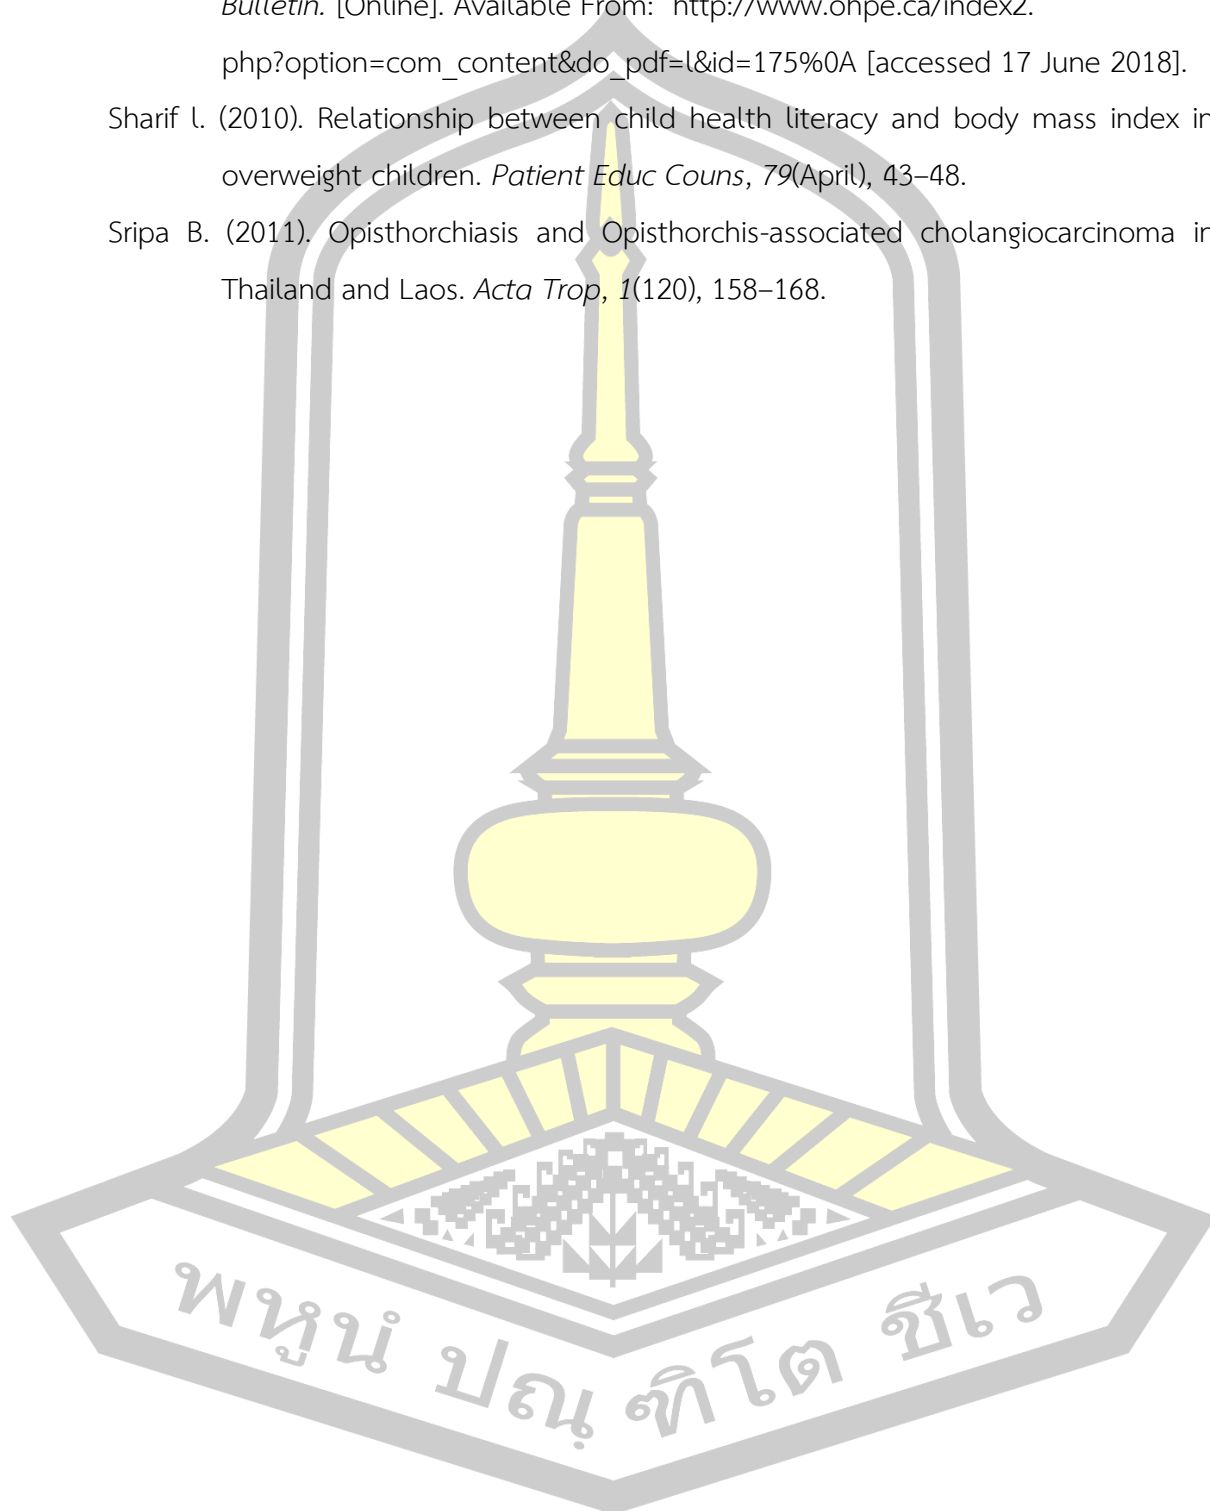 Bulletin. [Online]. Available From: http://www.ohpe.ca/index2.
php?option=com_content&do_pdf=l&id=175%0A [accessed 17 June 2018].
Sharif l. (2010). Relationship between child health literacy and body mass index in
overweight children. Patient Educ Couns, 79(April), 43–48.
Sripa B. (2011). Opisthorchiasis and Opisthorchis-associated cholangiocarcinoma in
Thailand and Laos. Acta Trop, 1(120), 158–168.
พหูนํ ปณฺ ฑิโต ชีเว